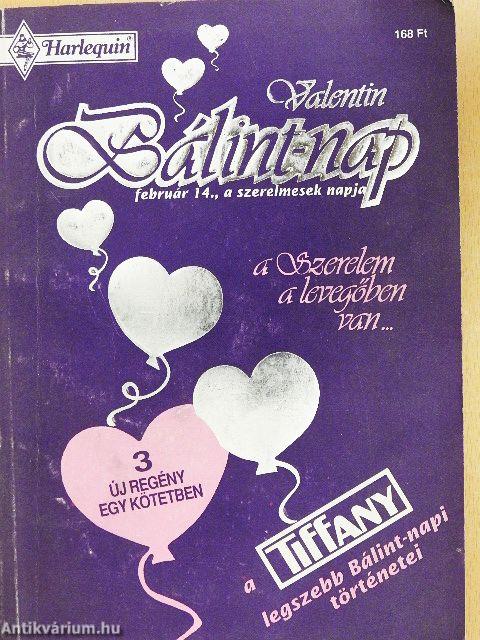 Harlequin®
168 Ft
Valentin
Bálint-nap
február 14., a szerelmesek napja
a Szerelem
a levegőben
van...
3
ÚJ REGÉNY
EGY KÖTETBEN
a TIFFANY
legszebb Bálint-napi
történetei
Antikvárium.hu